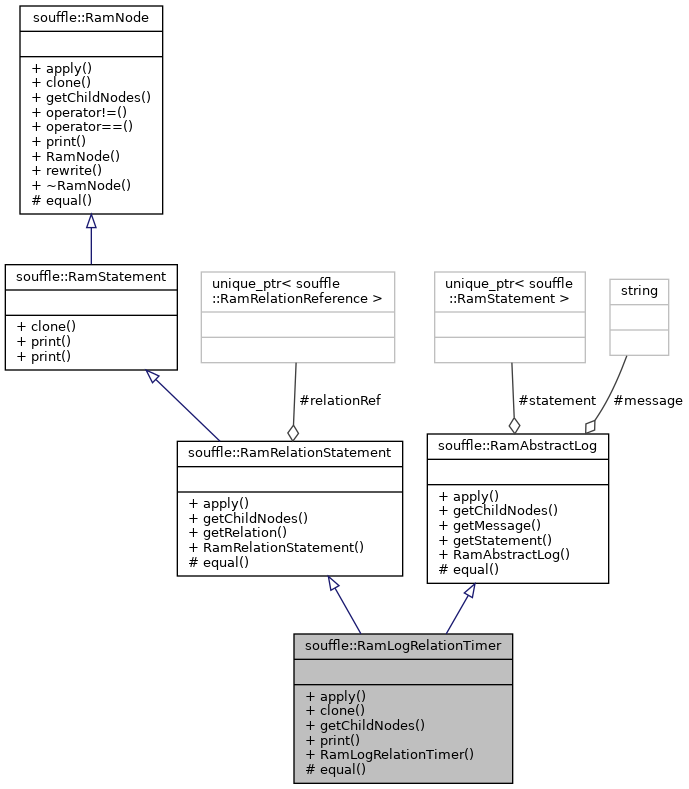 souffle::RamNode
+ apply()
+ clone()
+ getChildNodes()
+ operator!=()
+ operator==()
+ print()
+ RamNode()
+ rewrite()
+ ~RamNode()
# equal()
souffle::RamStatement
+ clone()
+ print()
+ print()
unique_ptr< souffle
::RamRelationReference >
unique_ptr< souffle
::RamStatement >
string
#relationRef
#statement
#message
souffle::RamRelationStatement
+ apply()
+ getChildNodes()
+ getRelation()
+ RamRelationStatement()
# equal()
souffle::RamAbstractLog
+ apply()
+ getChildNodes()
+ getMessage()
+ getStatement()
+ RamAbstractLog()
# equal()
souffle::RamLogRelationTimer
+ apply()
+ clone()
+ getChildNodes()
+ print()
+ RamLogRelationTimer()
# equal()